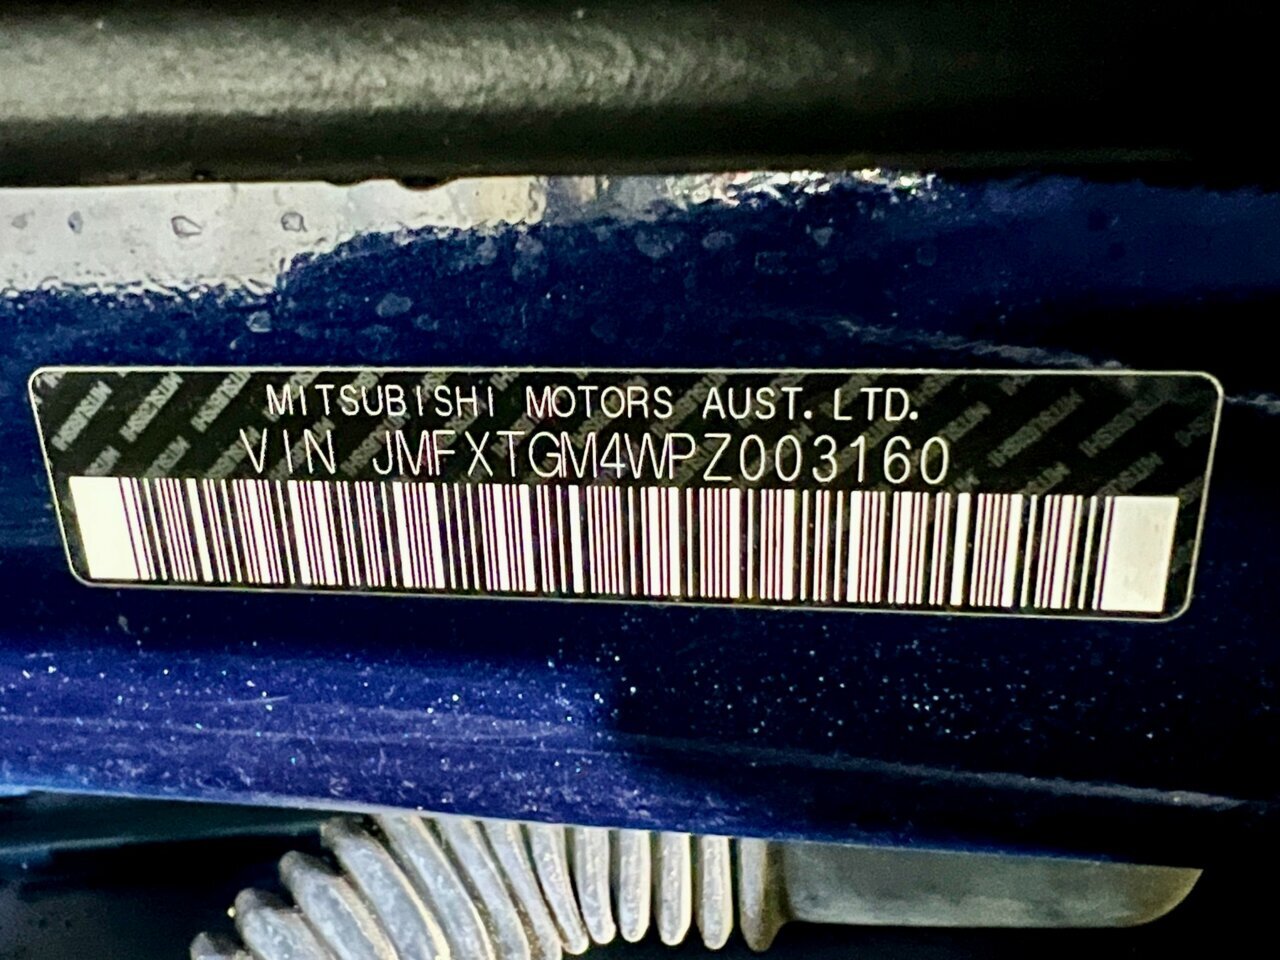 MITSUBISHI MOTORS AUST. LTD.
VIN JMFXTGM4WPZ003160